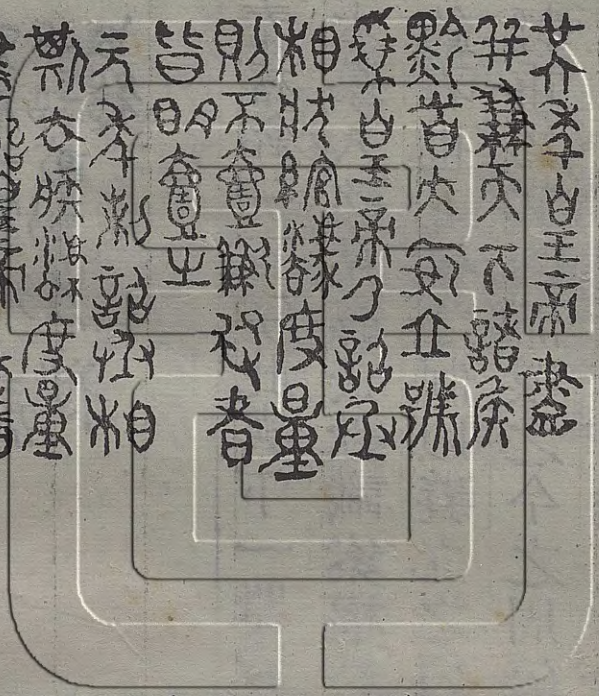 廿六年皇帝盡
并兼天下諸侯
黔首大安立號
為皇帝乃詔丞
相狀綰灋度量
則不壹歉疑者
皆明壹之
元年制詔丞相
斯去疾灋度量